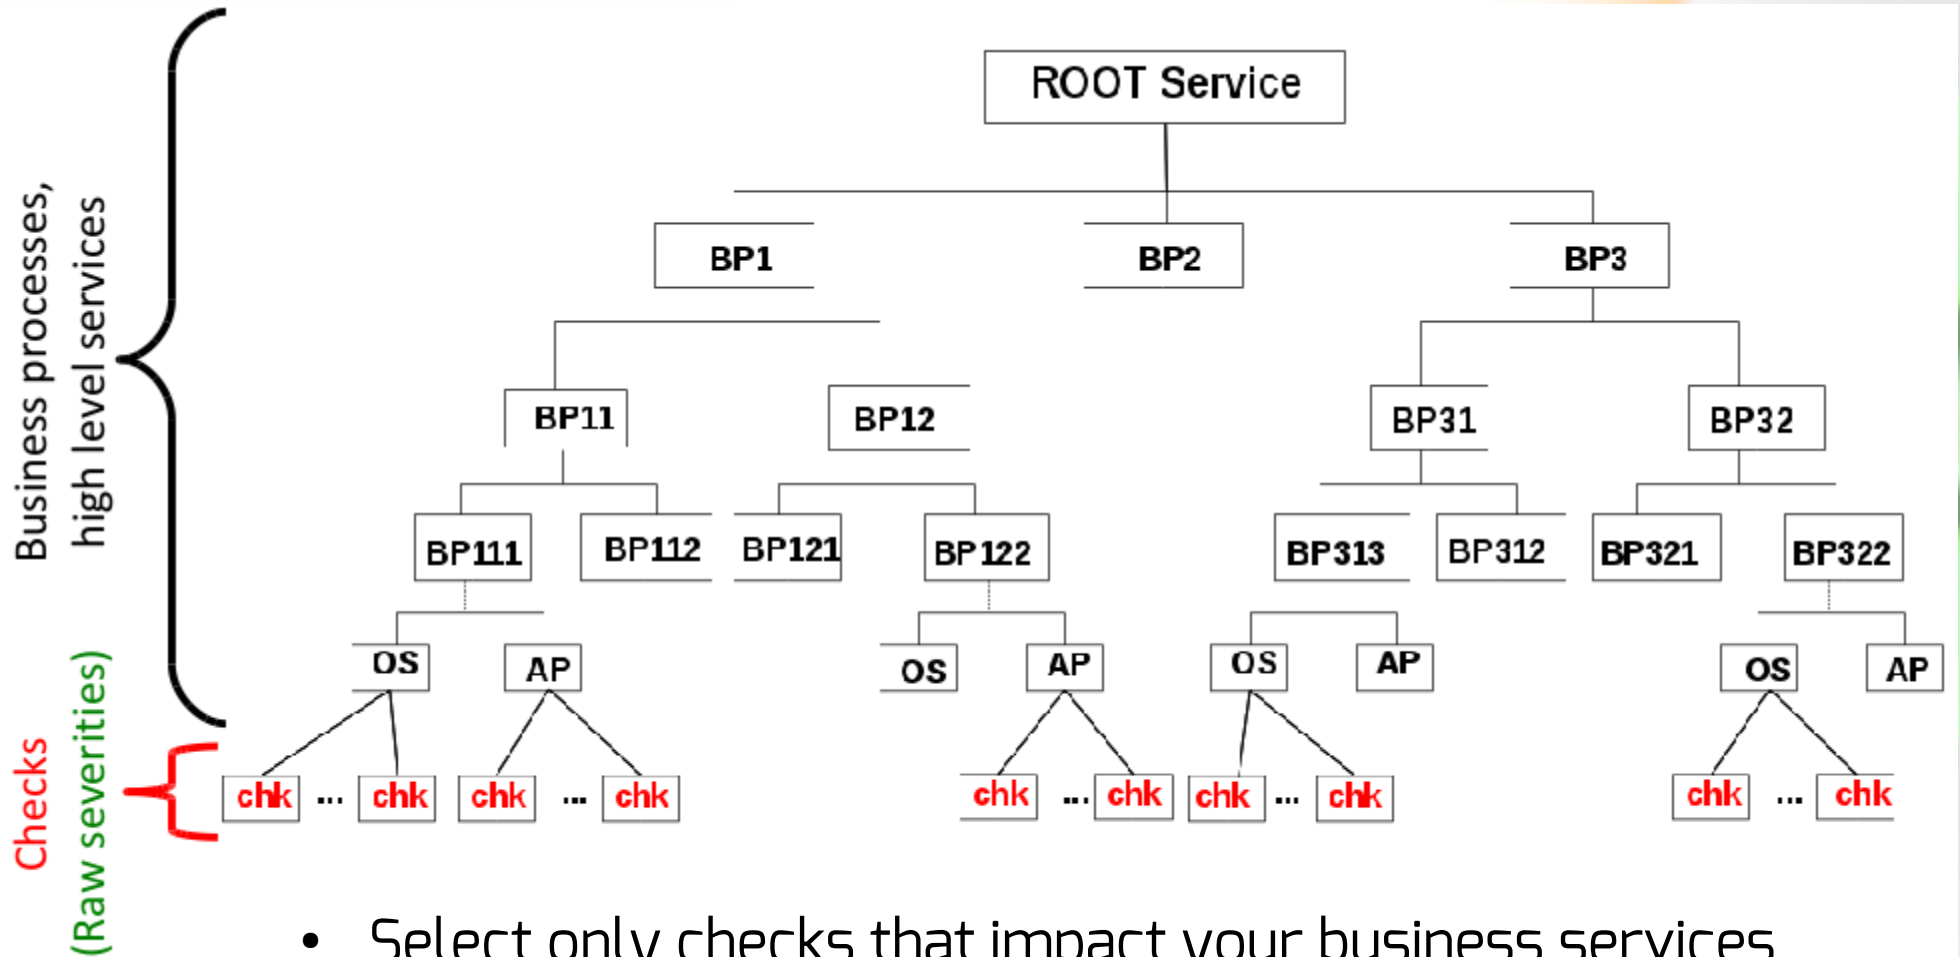 Business processes,
high level services
Checks
(Raw severities)
ROOT Service
BP1 BP2 BP3
BP11 BP12 BP31 BP32
BP111 BP112 BP121 BP122 BP313 BP312 BP321 BP322
OS AP OS AP OS AP OS AP
chk ... chk chk ... chk chk ... chk chk ... chk chk ... chk
• Select only checks that impact your business services